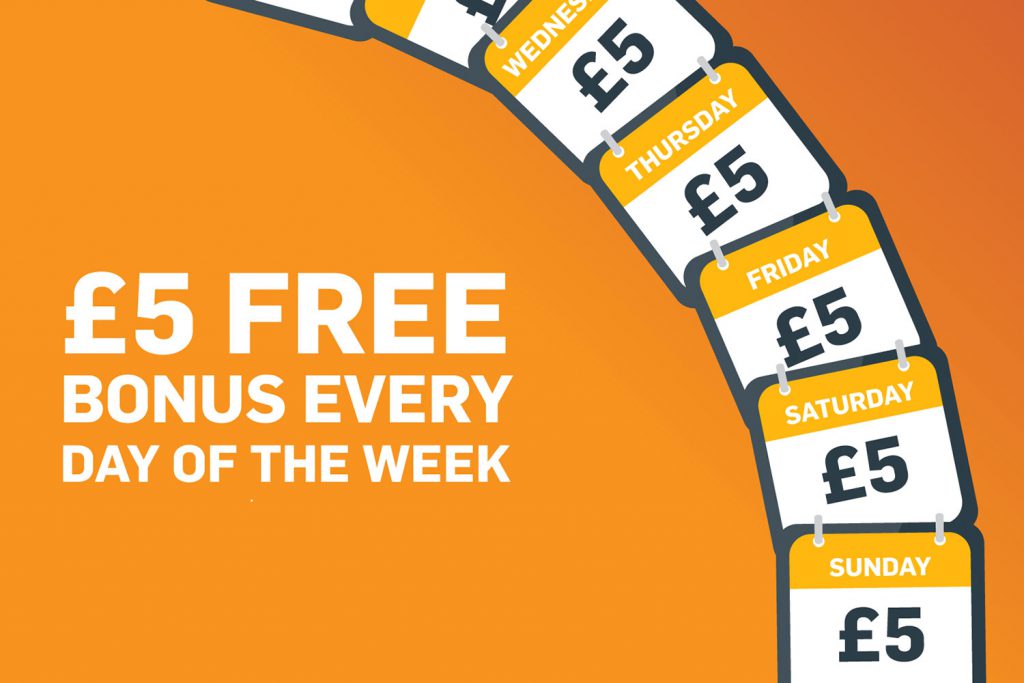 £5 FREE
BONUS EVERY
DAY OF THE WEEK
£5
THURSDAY
£5
FRIDAY
£5
SATURDAY
£5
SUNDAY
£5